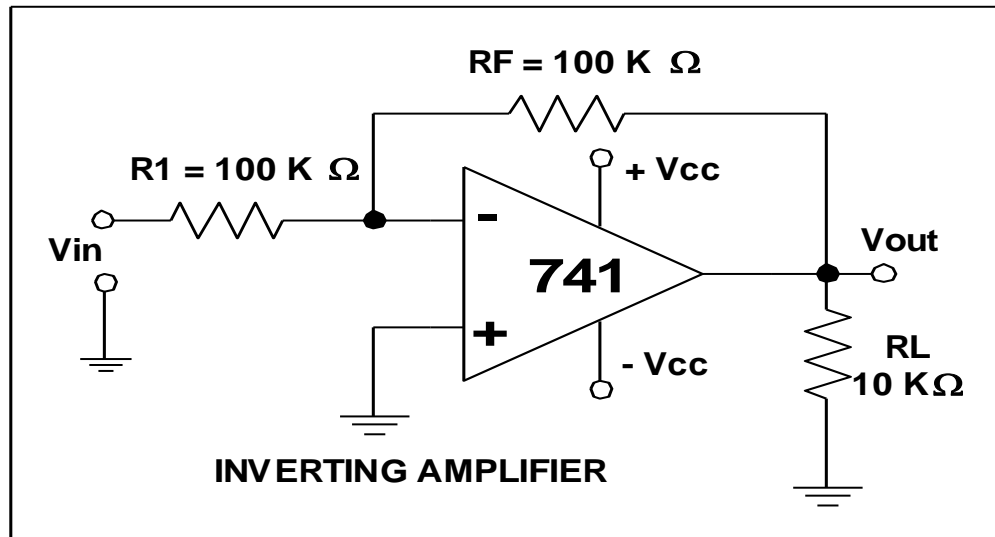 RF = 100 K Ω
R1 = 100 K Ω
+ Vcc
-
Vin
Vout
741
+
RL
10 KΩ
- Vcc
INVERTING AMPLIFIER